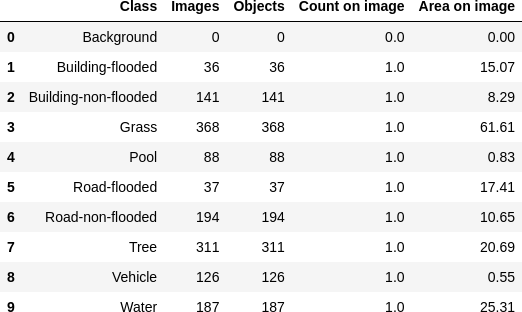 Class Images Objects Count on image Area on image
0 Background 0 0 0.0 0.00
1 Building-flooded 36 36 1.0 15.07
2 Building-non-flooded 141 141 1.0 8.29
3 Grass 368 368 1.0 61.61
4 Pool 88 88 1.0 0.83
5 Road-flooded 37 37 1.0 17.41
6 Road-non-flooded 194 194 1.0 10.65
7 Tree 311 311 1.0 20.69
8 Vehicle 126 126 1.0 0.55
9 Water 187 187 1.0 25.31